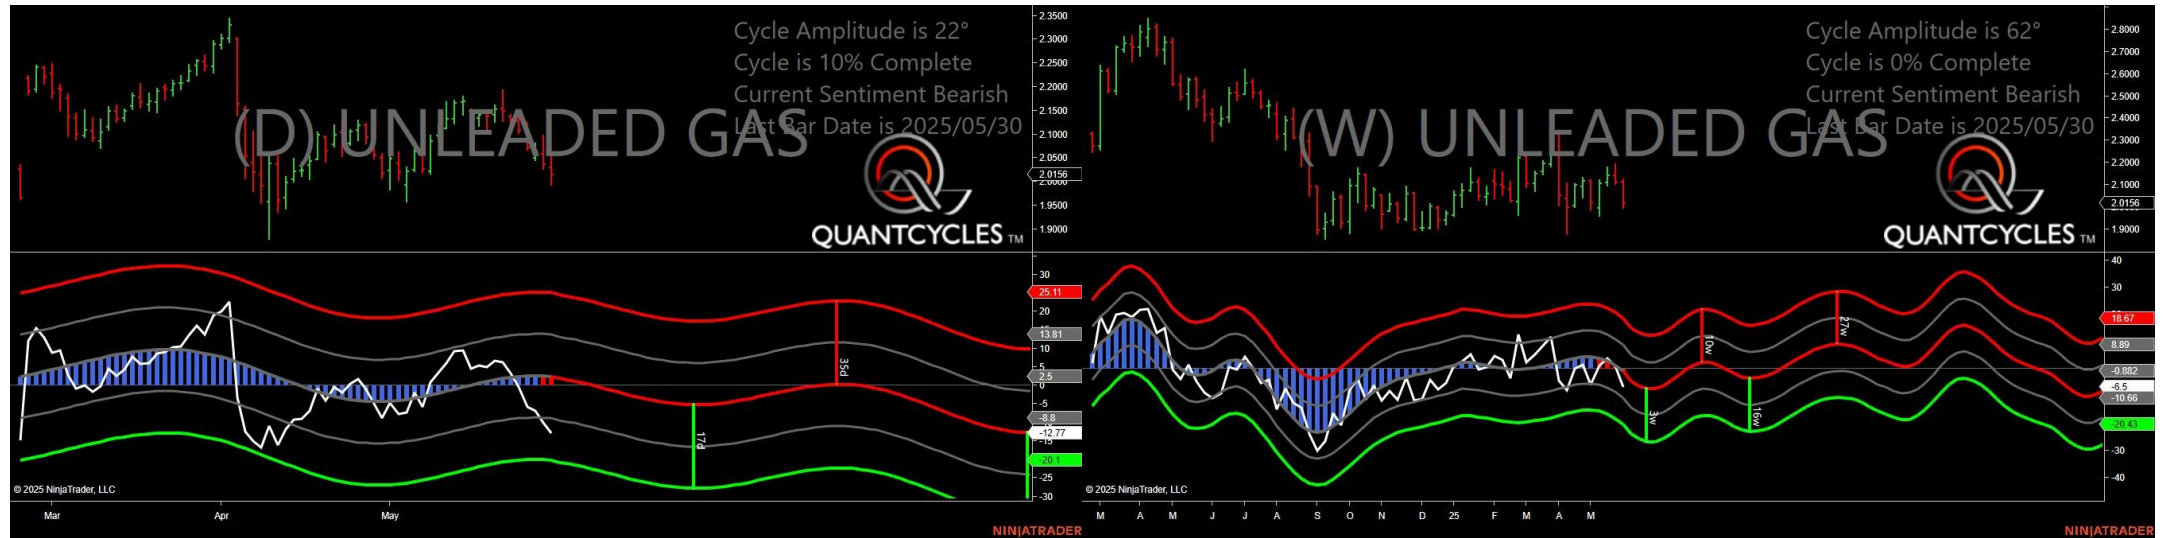 Cycle Amplitude is 22°
Cycle is 10% Complete
Current Sentiment Bearish
Last Bar Date is 2025/05/30
(D) UNLEADED GAS
QUANTCYCLES TM
2.3500
2.3000
2.2500
2.2000
2.1500
2.1000
2.0500
2.0156
2.0000
1.9500
1.9000
30
25.11
20
13.81
10
5
2.5
0
-5
-8.8
-12.77
-15
-20.1
-25
-30
35d
17d
© 2025 NinjaTrader, LLC
Mar Apr May
NINJATRADER
Cycle Amplitude is 62°
Cycle is 0% Complete
Current Sentiment Bearish
Last Bar Date is 2025/05/30
(W) UNLEADED GAS
QUANTCYCLES TM
2.8000
2.7000
2.6000
2.5000
2.4000
2.3000
2.2000
2.1000
2.0156
1.9000
40
30
18.67
8.89
-0.882
-6.5
-10.66
-20.43
-30
-40
10w
27w
3w
16w
© 2025 NinjaTrader, LLC
M A M J J A S O N D 25 F M A M
NINJATRADER